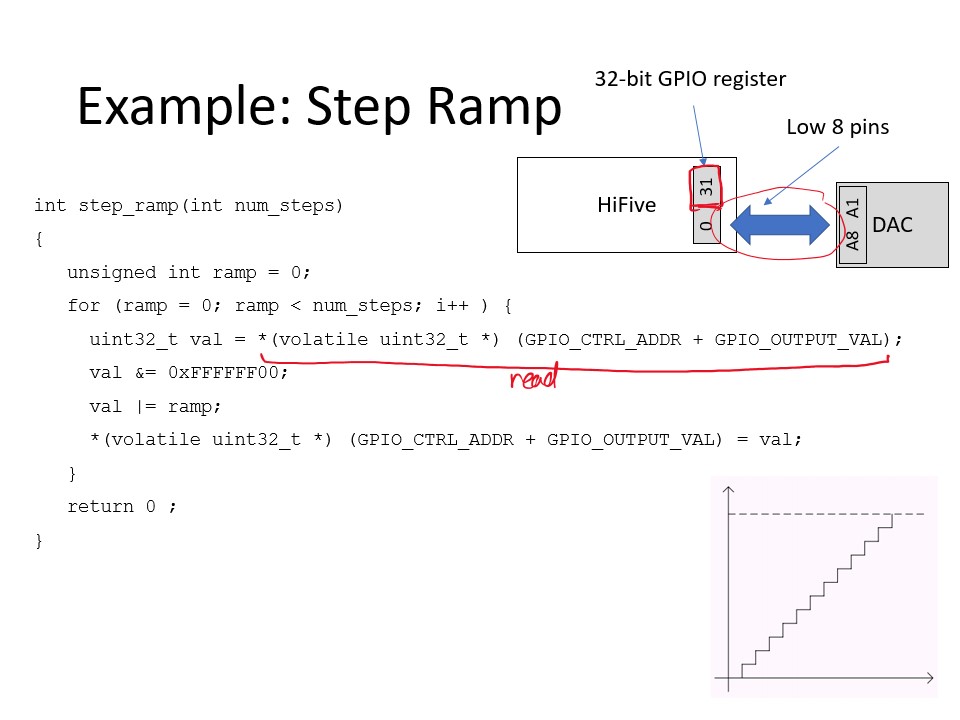 32-bit GPIO register
Example: Step Ramp
Low 8 pins
HiFive
31
0
A1
A8
DAC
int step_ramp(int num_steps)
{
unsigned int ramp = 0;
for (ramp = 0; ramp < num_steps; i++ ) {
uint32_t val = *(volatile uint32_t *) (GPIO_CTRL_ADDR + GPIO_OUTPUT_VAL);
read
val &= 0xFFFFFF00;
val |= ramp;
*(volatile uint32_t *) (GPIO_CTRL_ADDR + GPIO_OUTPUT_VAL) = val;
}
return 0 ;
}